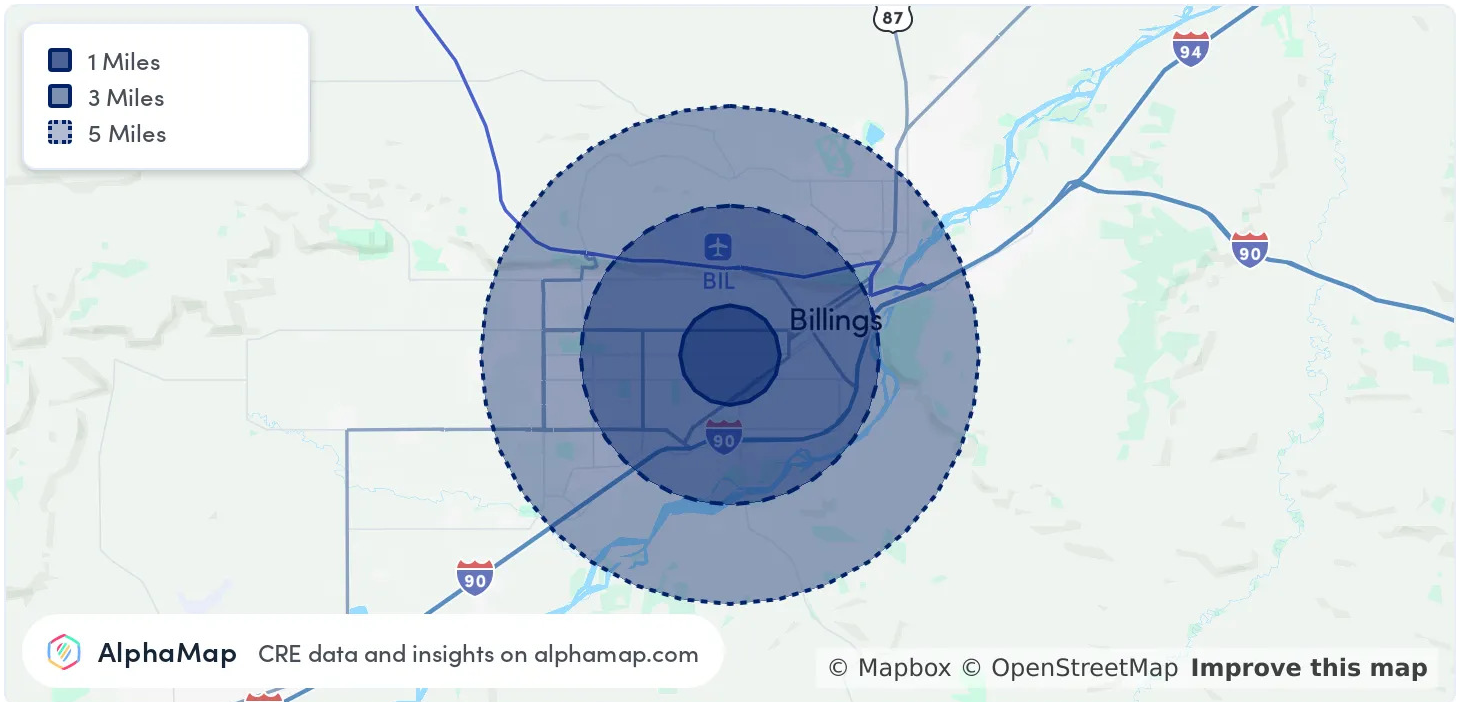 87
94
1 Miles
3 Miles
5 Miles
90
BIL
Billings
90
90
AlphaMap CRE data and insights on alphamap.com
© Mapbox © OpenStreetMap Improve this map